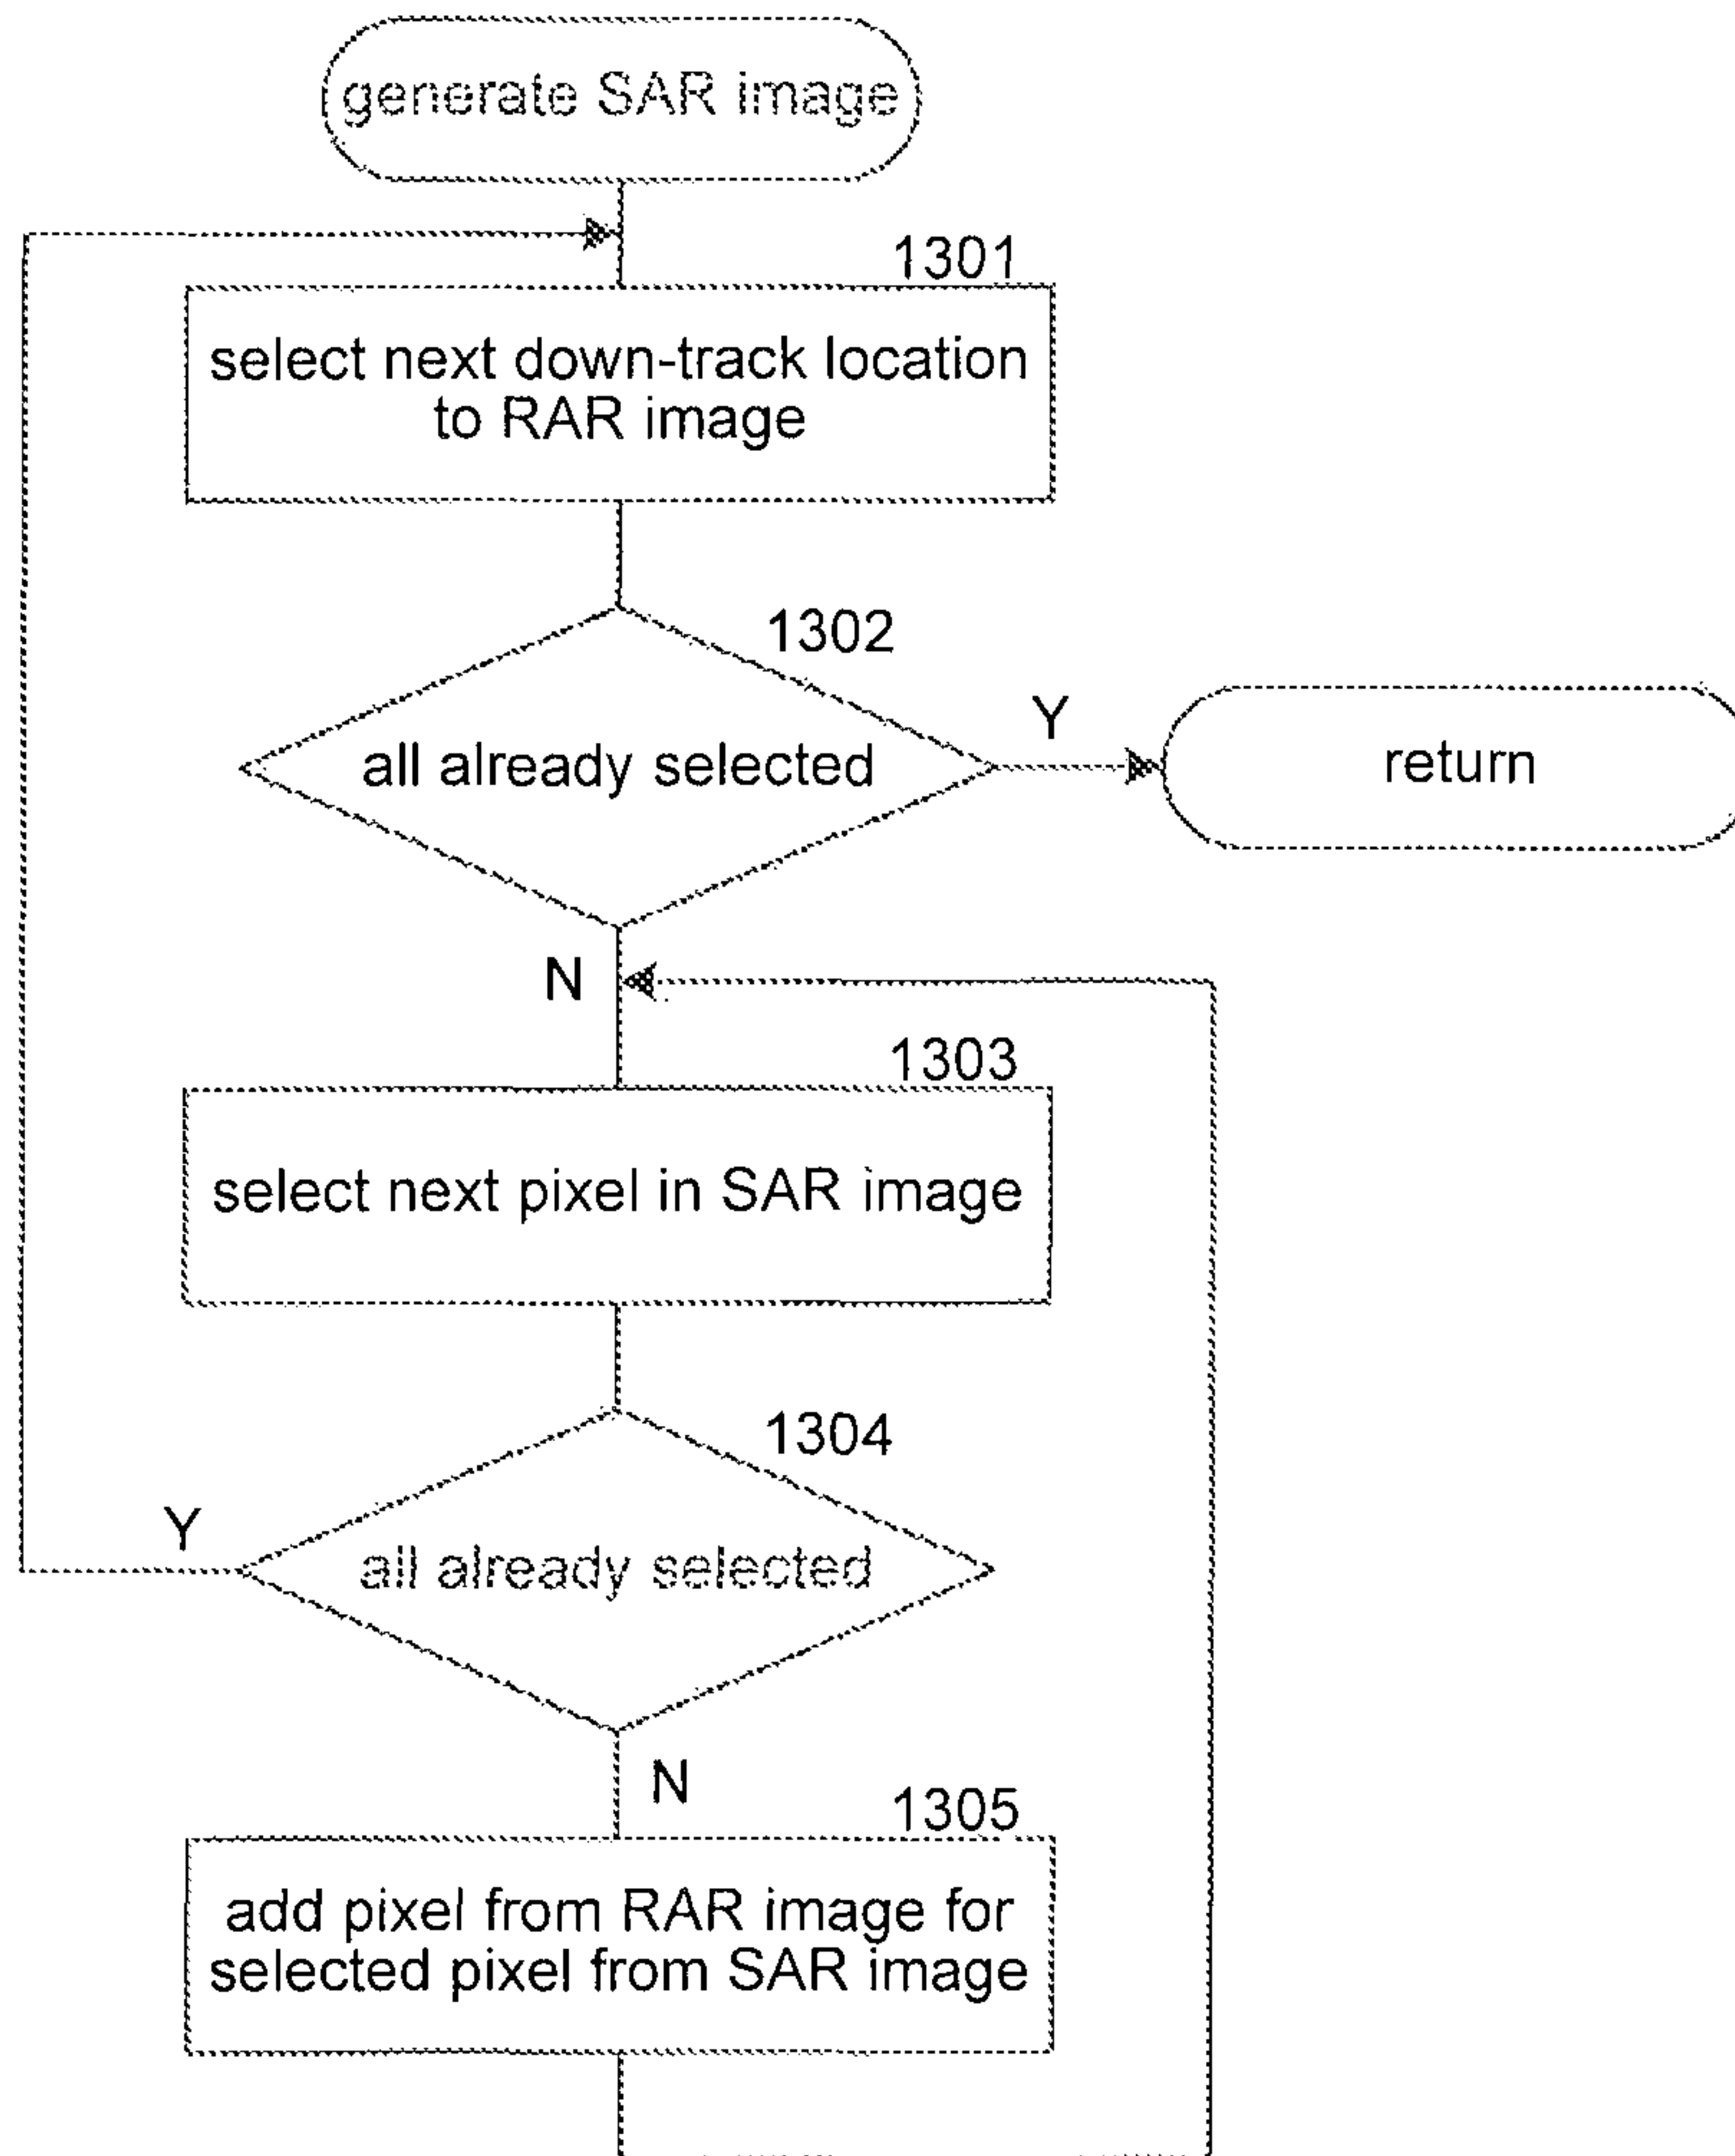 generate SAR image
1301
select next down-track location
to RAR image
1302
all already selected
Y
return
N
1303
select next pixel in SAR image
1304
Y
all already selected
N
1305
add pixel from RAR image for
selected pixel from SAR image